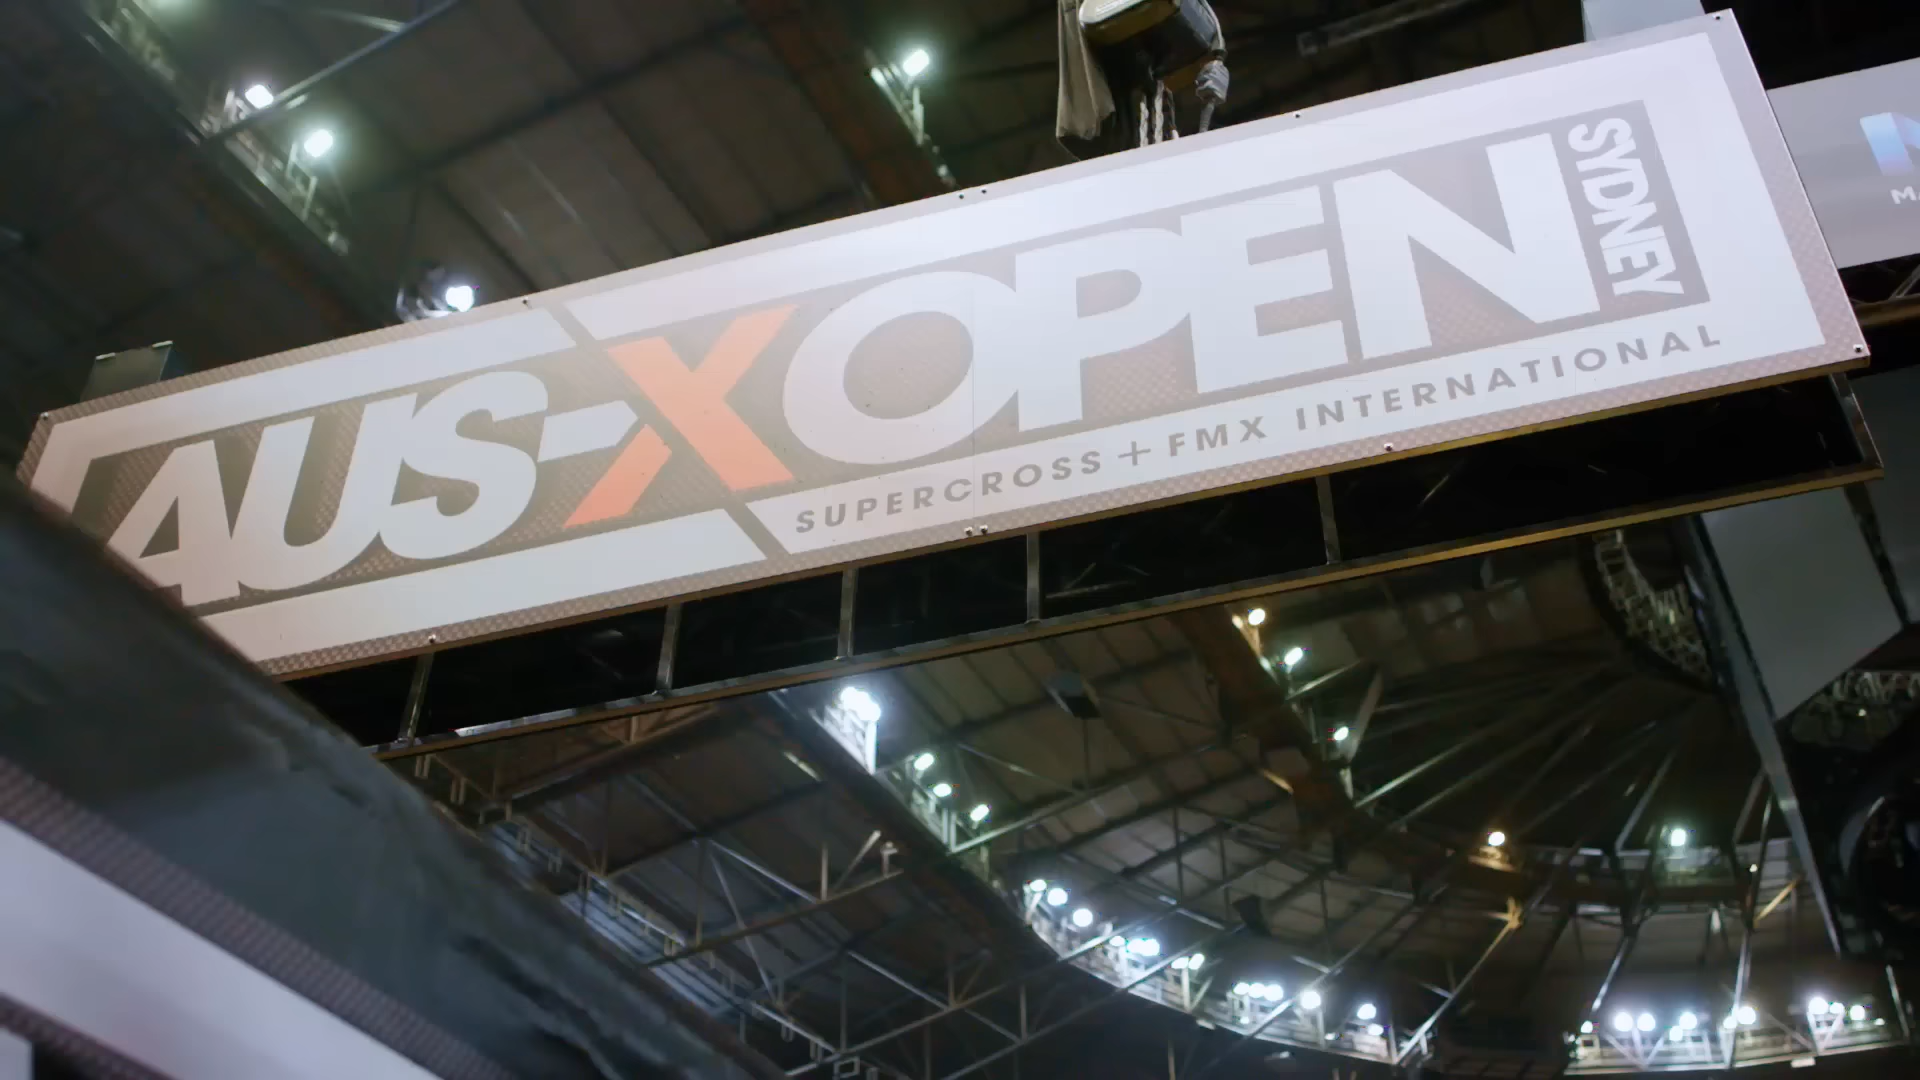 AUS-X OPEN
SYDNEY
SUPERCROSS + FMX INTERNATIONAL